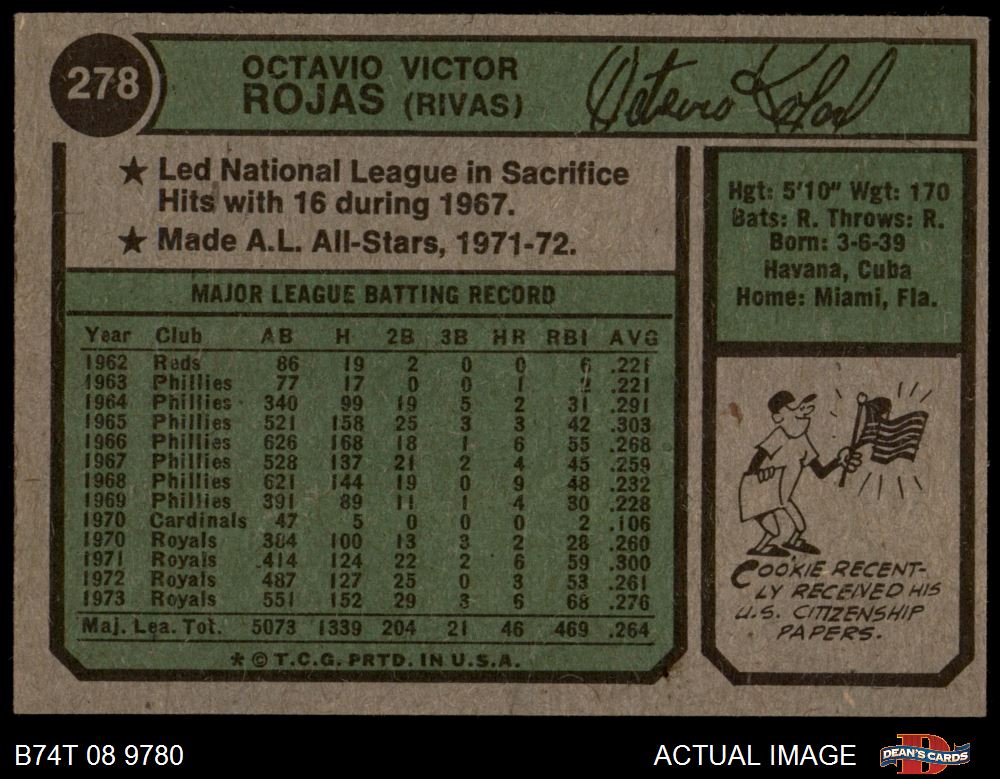 278
OCTAVIO VICTOR
ROJAS (RIVAS)
Octavio Rojas
★ Led National League in Sacrifice
Hits with 16 during 1967.
★ Made A.L. All-Stars, 1971-72.
Hgt: 5'10" Wgt: 170
Bats: R. Throws: R.
Born: 3-6-39
Havana, Cuba
Home: Miami, Fla.
MAJOR LEAGUE BATTING RECORD
Year Club AB H 2B 3B HR RBI AVG
1962 Reds 86 19 2 0 0 6 .221
1963 Phillies 77 17 0 0 1 2 .221
1964 Phillies 340 99 19 5 2 31 .291
1965 Phillies 521 158 25 3 3 42 .303
1966 Phillies 626 168 18 1 6 55 .268
1967 Phillies 528 137 21 2 4 45 .259
1968 Phillies 621 144 19 0 9 48 .232
1969 Phillies 391 89 11 1 4 30 .228
1970 Cardinals 47 5 0 0 0 2 .106
1970 Royals 384 100 13 3 2 28 .260
1971 Royals 414 124 22 2 6 59 .300
1972 Royals 487 127 25 0 3 53 .261
1973 Royals 551 152 29 3 6 68 .276
Maj. Lea. Tot. 5073 1339 204 21 46 469 .264
* © T.C.G. PRTD. IN U.S.A.
COOKIE RECENT-
LY RECEIVED HIS
U.S. CITIZENSHIP
PAPERS.
B74T 08 9780
ACTUAL IMAGE
DEAN'S CARDS